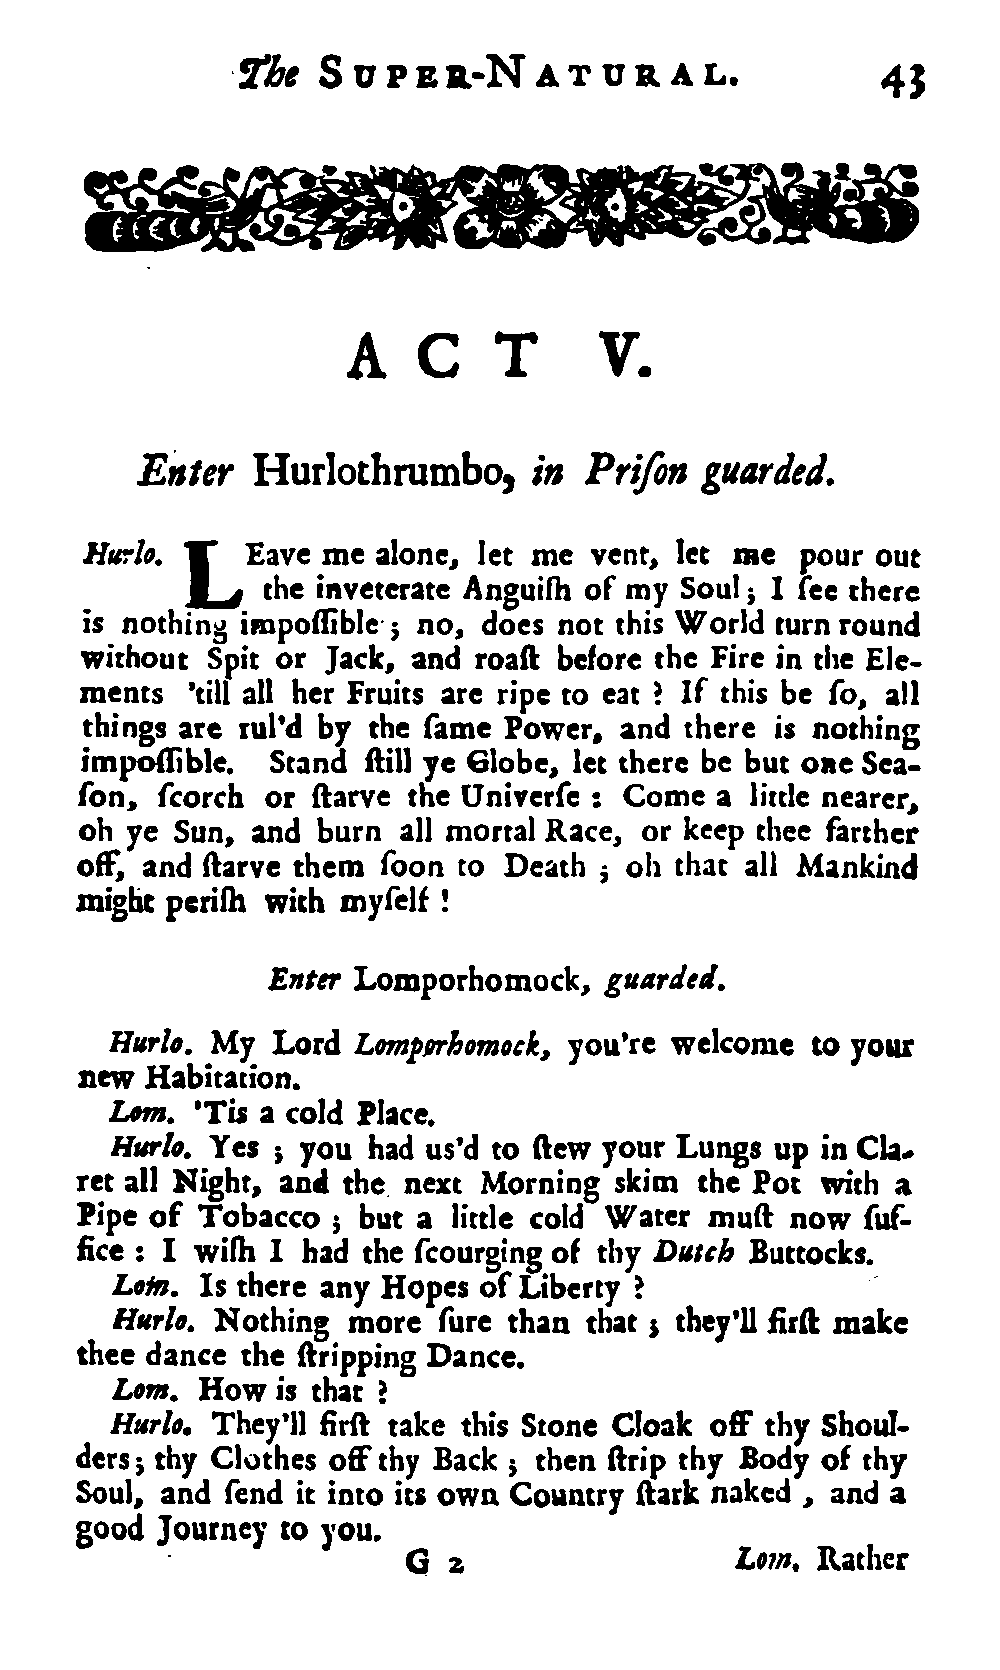 The SUPER-NATURAL. 43
ACT V.
Enter Hurlothrumbo, in Priſon guarded.
Hurlo. LEave me alone, let me vent, let me pour out
the inveterate Anguiſh of my Soul; I ſee there
is nothing impoſſible; no, does not this World turn round
without Spit or Jack, and roaſt before the Fire in the Ele-
ments 'till all her Fruits are ripe to eat? If this be ſo, all
things are rul'd by the ſame Power, and there is nothing
impoſſible. Stand ſtill ye Globe, let there be but one Sea-
ſon, ſcorch or ſtarve the Univerſe: Come a little nearer,
oh ye Sun, and burn all mortal Race, or keep thee farther
off, and ſtarve them ſoon to Death; oh that all Mankind
might periſh with myſelf!
Enter Lomporhomock, guarded.
Hurlo. My Lord Lomporhomock, you're welcome to your
new Habitation.
Lom. 'Tis a cold Place.
Hurlo. Yes; you had us'd to ſtew your Lungs up in Cla-
ret all Night, and the next Morning skim the Pot with a
Pipe of Tobacco; but a little cold Water muſt now ſuf-
fice: I wiſh I had the ſcourging of thy Dutch Buttocks.
Lom. Is there any Hopes of Liberty?
Hurlo. Nothing more ſure than that; they'll firſt make
thee dance the ſtripping Dance.
Lom. How is that?
Hurlo. They'll firſt take this Stone Cloak off thy Shoul-
ders; thy Clothes off thy Back; then ſtrip thy Body of thy
Soul, and ſend it into its own Country ſtark naked, and a
good Journey to you.
G 2 Lom. Rather